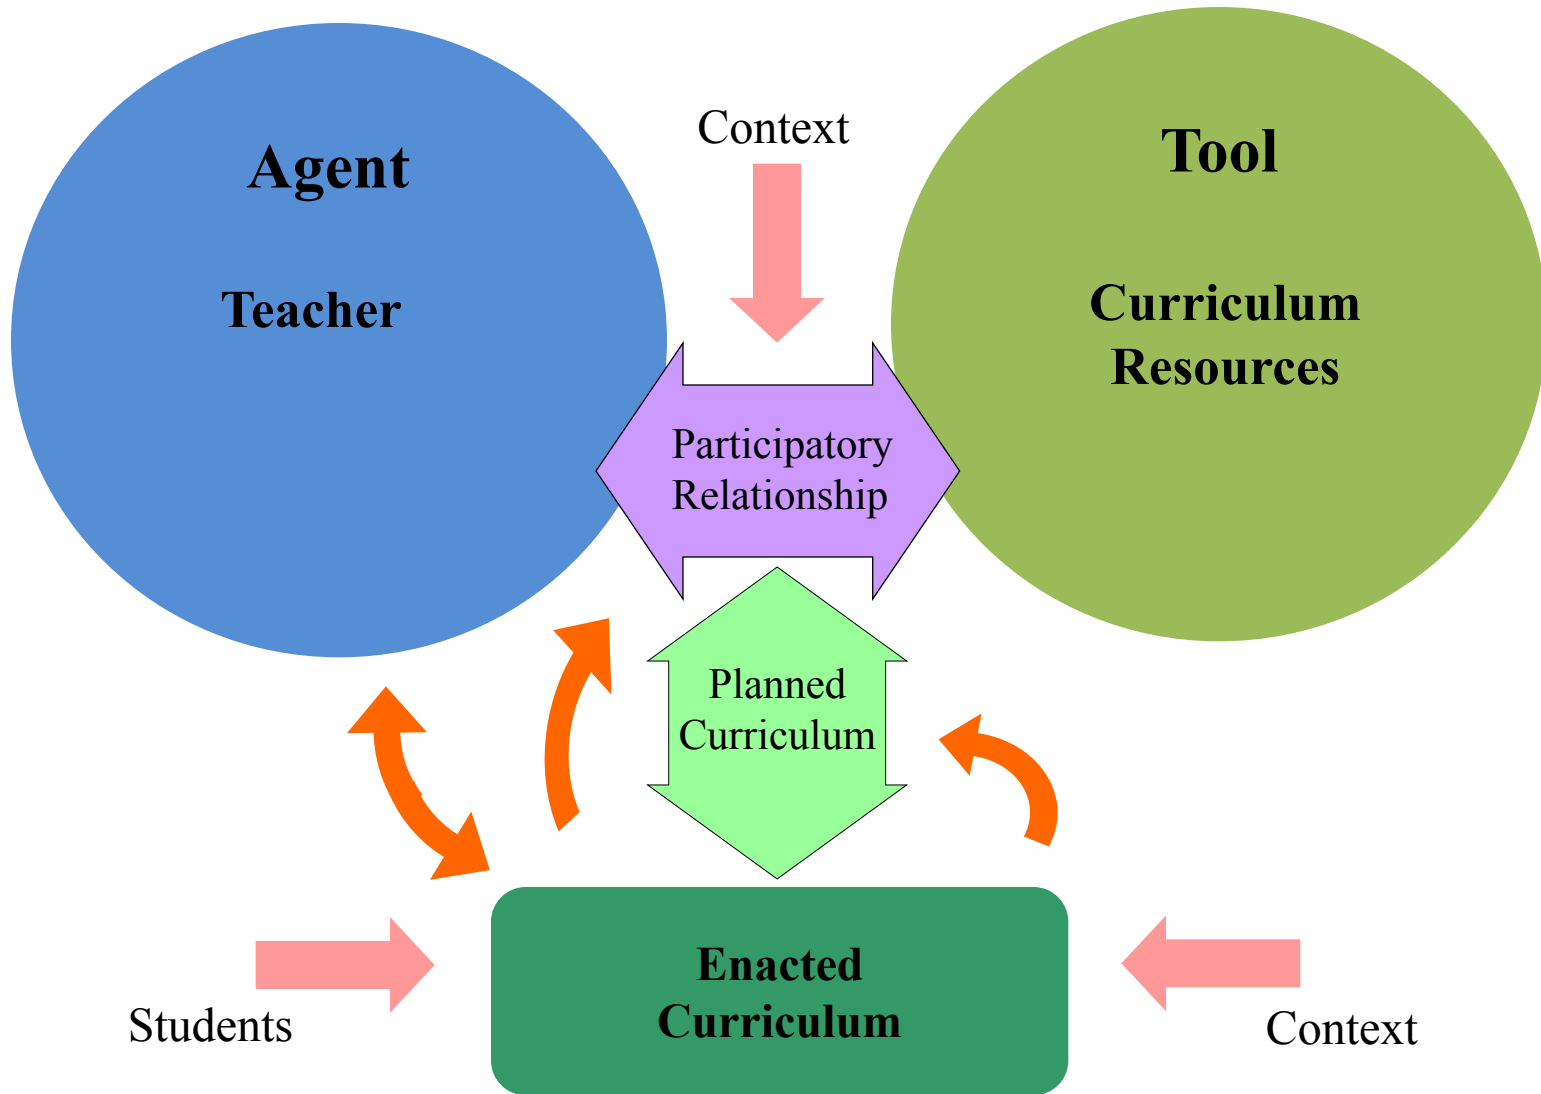 Agent
Teacher
Context
Tool
Curriculum
Resources
Participatory
Relationship
Planned
Curriculum
Enacted
Curriculum
Students
Context